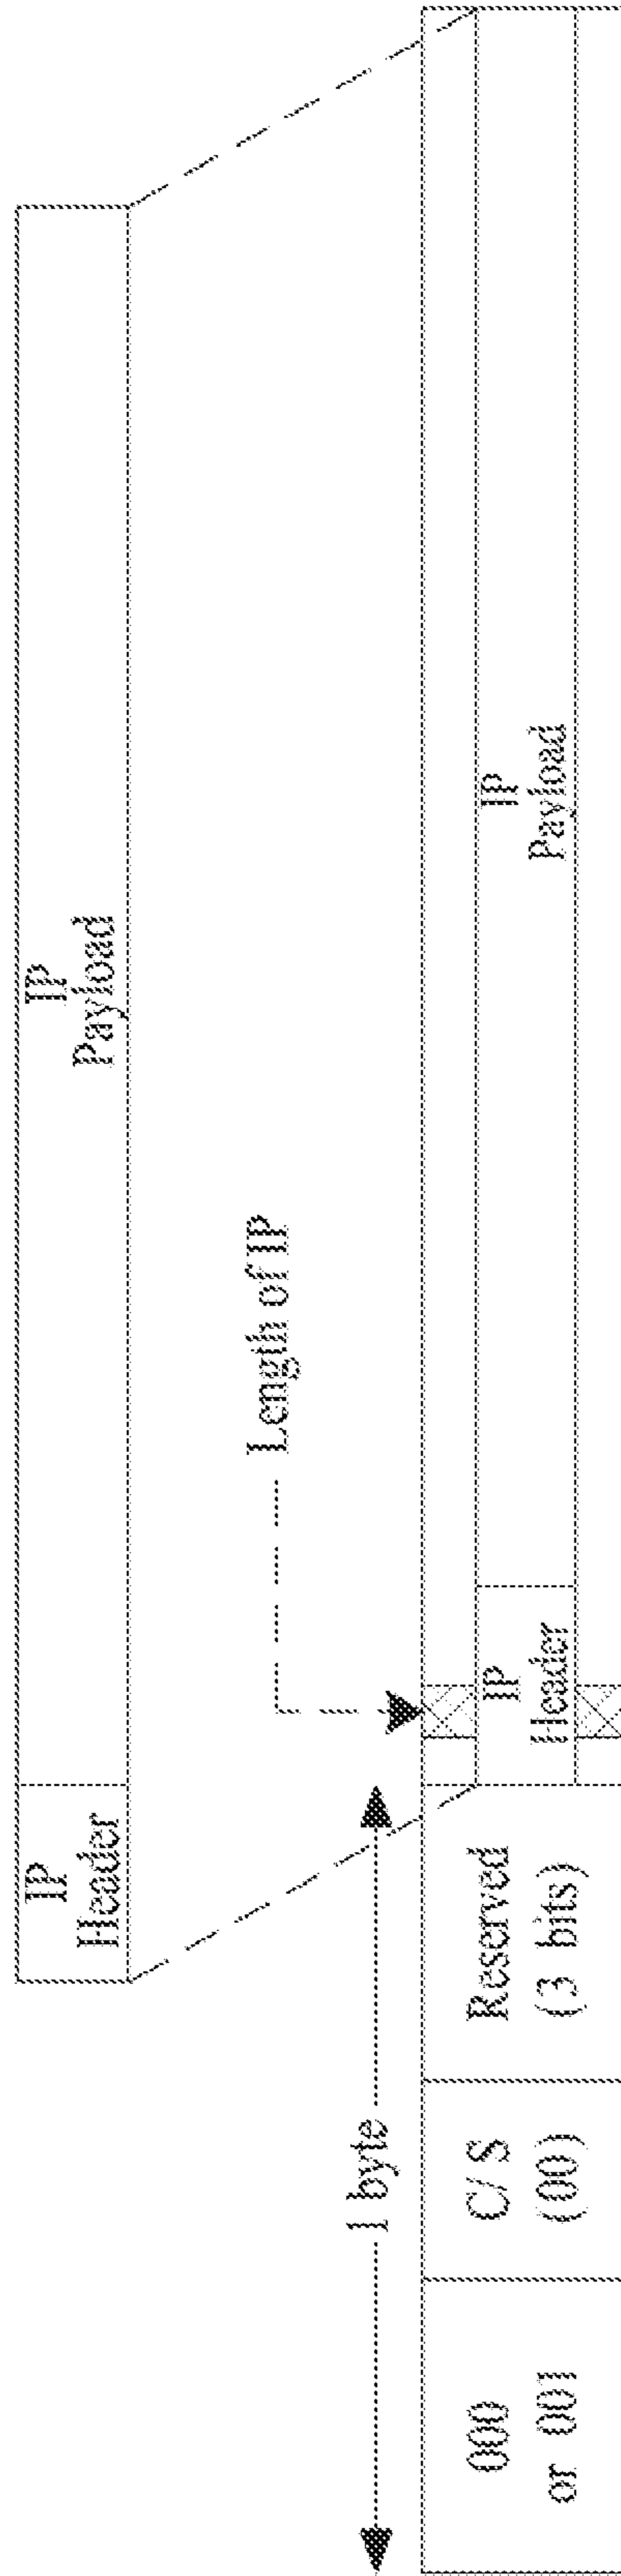 IP
Header
IP
Payload
Length of IP
1 byte
000
or 001
C/S
(00)
Reserved
(3 bits)
IP
Header
IP
Payload